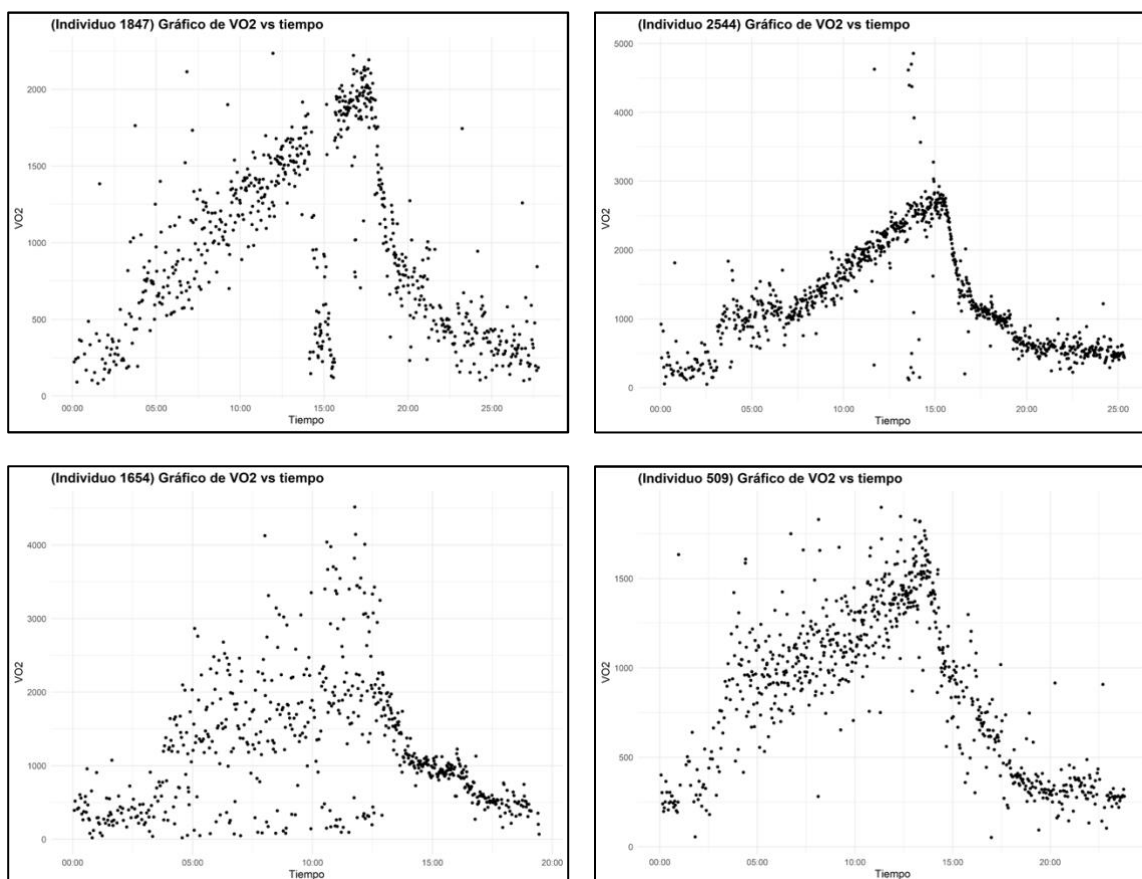 (Individuo 1847) Gráfico de VO2 vs tiempo
2000
1500
1000
500
0
VO2
00:00 05:00 10:00 15:00 20:00 25:00
Tiempo
(Individuo 2544) Gráfico de VO2 vs tiempo
5000
4000
3000
2000
1000
0
VO2
00:00 05:00 10:00 15:00 20:00 25:00
Tiempo
(Individuo 1654) Gráfico de VO2 vs tiempo
4000
3000
2000
1000
0
VO2
00:00 05:00 10:00 15:00 20:00
Tiempo
(Individuo 509) Gráfico de VO2 vs tiempo
1500
1000
500
0
VO2
00:00 05:00 10:00 15:00 20:00
Tiempo